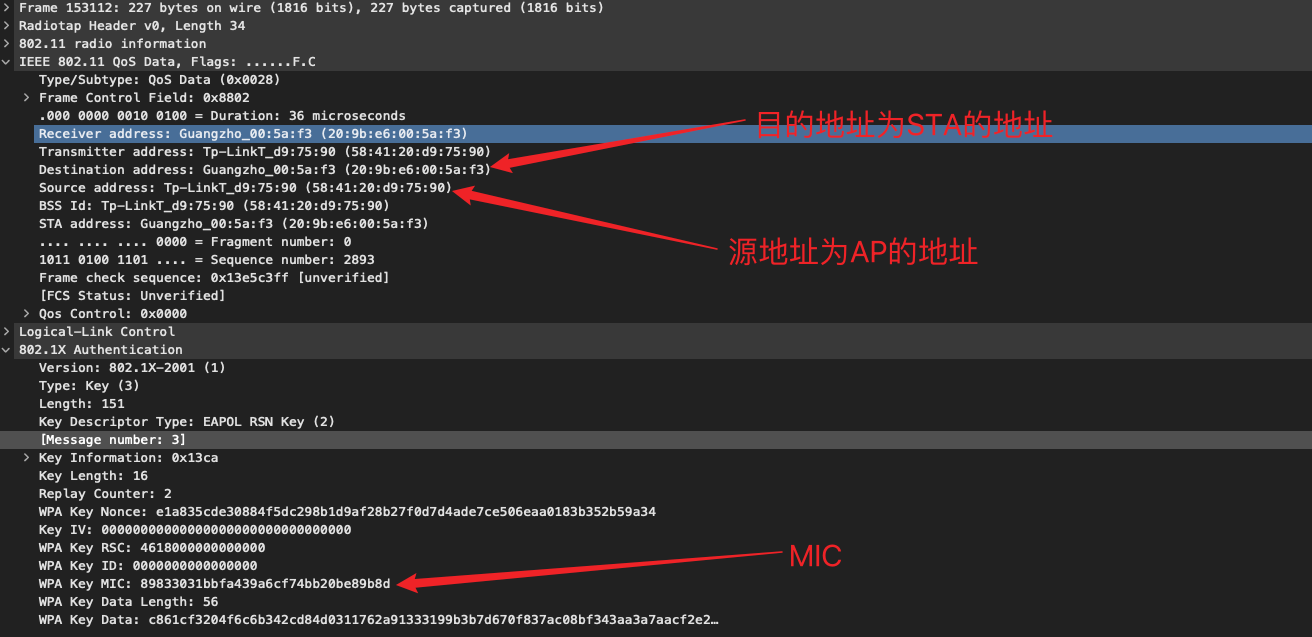 Frame 153112: 227 bytes on wire (1816 bits), 227 bytes captured (1816 bits)
Radiotap Header v0, Length 34
802.11 radio information
IEEE 802.11 QoS Data, Flags: ......F.C
Type/Subtype: QoS Data (0x0028)
Frame Control Field: 0x8802
.000 0000 0010 0100 = Duration: 36 microseconds
目的地址为STA的地址
Receiver address: Guangzho_00:5a:f3 (20:9b:e6:00:5a:f3)
Transmitter address: Tp-LinkT_d9:75:90 (58:41:20:d9:75:90)
Destination address: Guangzho_00:5a:f3 (20:9b:e6:00:5a:f3)
Source address: Tp-LinkT_d9:75:90 (58:41:20:d9:75:90)
BSS Id: Tp-LinkT_d9:75:90 (58:41:20:d9:75:90)
STA address: Guangzho_00:5a:f3 (20:9b:e6:00:5a:f3)
.... .... .... 0000 = Fragment number: 0
源地址为AP的地址
1011 0100 1101 .... = Sequence number: 2893
Frame check sequence: 0x13e5c3ff [unverified]
[FCS Status: Unverified]
Qos Control: 0x0000
Logical-Link Control
802.1X Authentication
Version: 802.1X-2001 (1)
Type: Key (3)
Length: 151
Key Descriptor Type: EAPOL RSN Key (2)
[Message number: 3]
Key Information: 0x13ca
Key Length: 16
Replay Counter: 2
WPA Key Nonce: e1a835cde30884f5dc298b1d9af28b27f0d7d4ade7ce506eaa0183b352b59a34
Key IV: 00000000000000000000000000000000
WPA Key RSC: 4618000000000000
WPA Key ID: 0000000000000000
MIC
WPA Key MIC: 89833031bbfa439a6cf74bb20be89b8d
WPA Key Data Length: 56
WPA Key Data: c861cf3204f6c6b342cd84d0311762a91333199b3b7d670f837ac08bf343aa3a7aacf2e2…